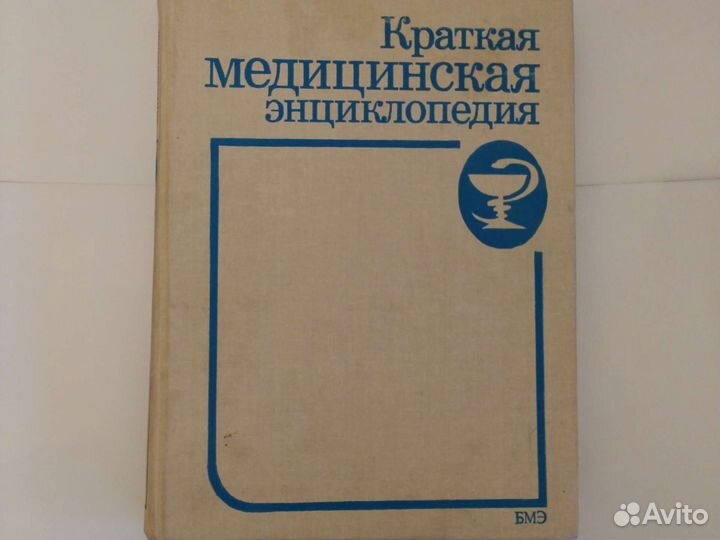 Краткая
медицинская
энциклопедия
БМЭ
Avito